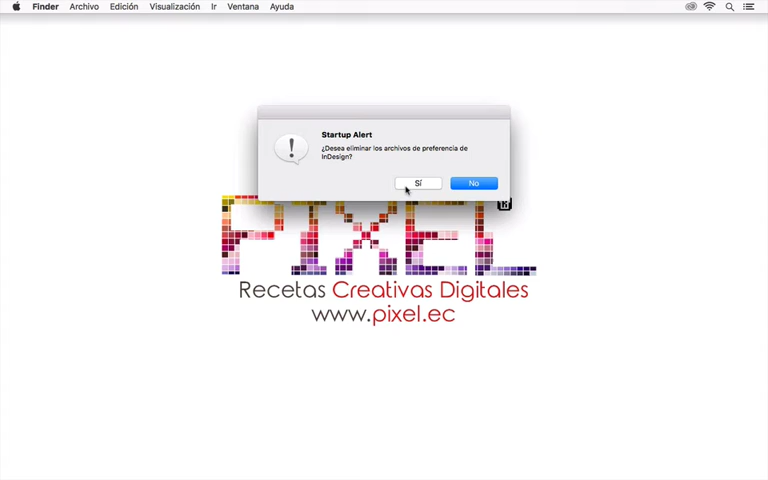 Finder Archivo Edición Visualización Ir Ventana Ayuda
Startup Alert
¿Desea eliminar los archivos de preferencia de
InDesign?
Sí No
PIXEL
Recetas Creativas Digitales
www.pixel.ec